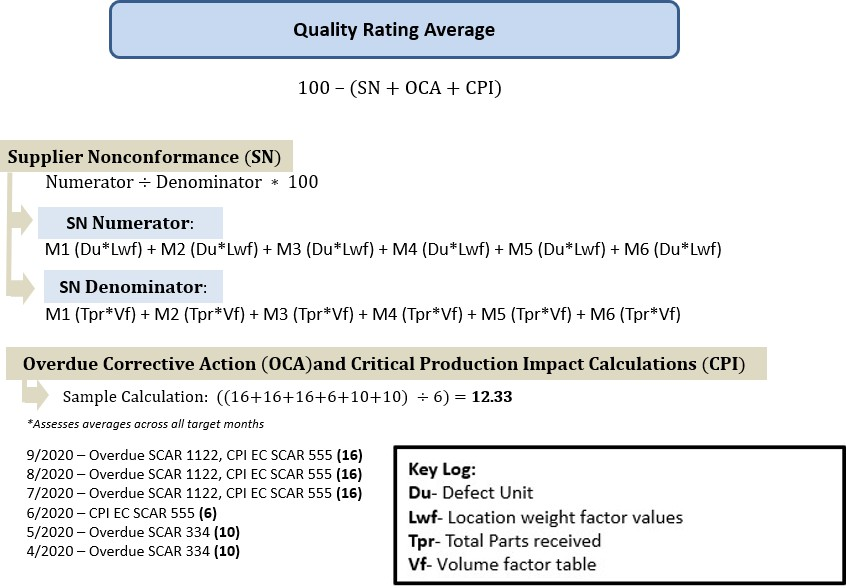 Quality Rating Average
100 – (SN + OCA + CPI)
Supplier Nonconformance (SN)
Numerator ÷ Denominator * 100
SN Numerator:
M1 (Du*Lwf) + M2 (Du*Lwf) + M3 (Du*Lwf) + M4 (Du*Lwf) + M5 (Du*Lwf) + M6 (Du*Lwf)
SN Denominator:
M1 (Tpr*Vf) + M2 (Tpr*Vf) + M3 (Tpr*Vf) + M4 (Tpr*Vf) + M5 (Tpr*Vf) + M6 (Tpr*Vf)
Overdue Corrective Action (OCA)and Critical Production Impact Calculations (CPI)
Sample Calculation: ((16+16+16+6+10+10) ÷ 6) = 12.33
*Assesses averages across all target months
9/2020 – Overdue SCAR 1122, CPI EC SCAR 555 (16)
8/2020 – Overdue SCAR 1122, CPI EC SCAR 555 (16)
7/2020 – Overdue SCAR 1122, CPI EC SCAR 555 (16)
6/2020 – CPI EC SCAR 555 (6)
5/2020 – Overdue SCAR 334 (10)
4/2020 – Overdue SCAR 334 (10)
Key Log:
Du- Defect Unit
Lwf- Location weight factor values
Tpr- Total Parts received
Vf- Volume factor table